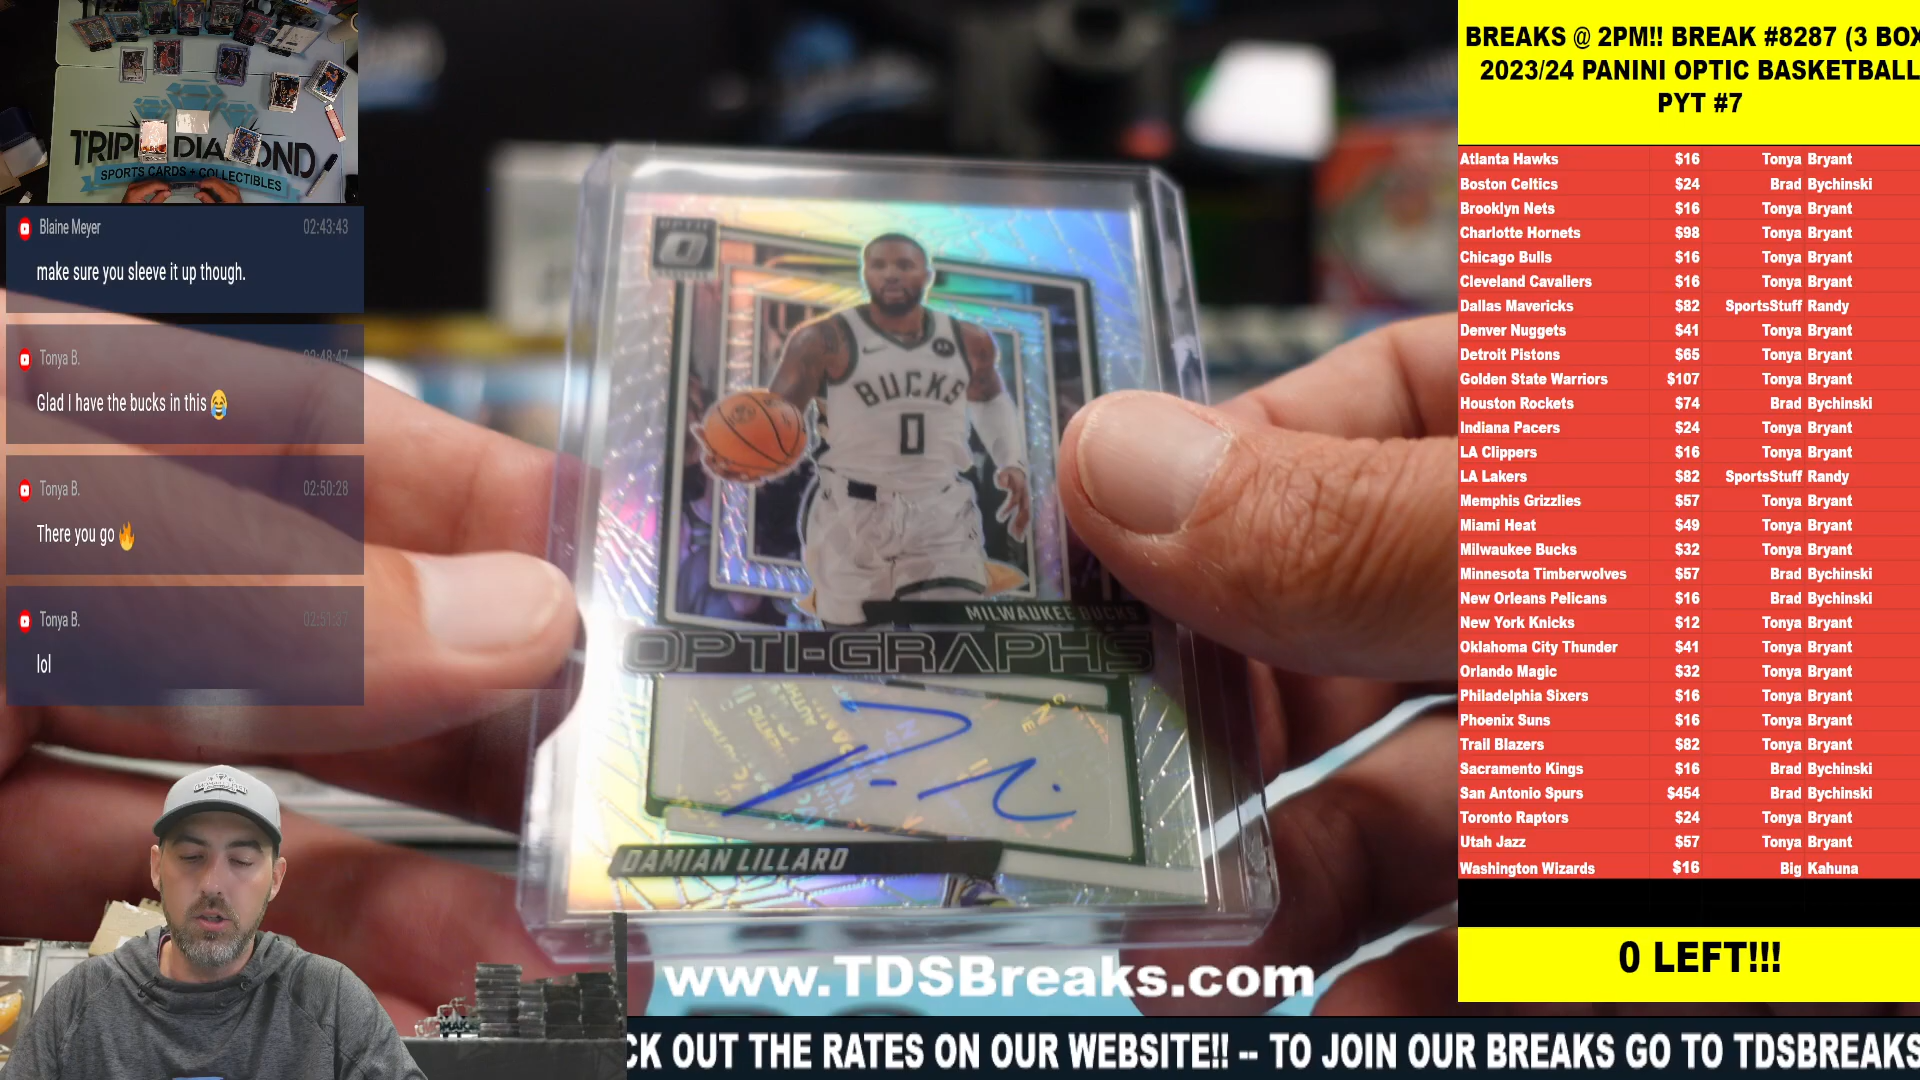 TRIPLE DIAMOND
SPORTS CARDS + COLLECTIBLES
Blaine Meyer 02:43:43
make sure you sleeve it up though.
Tonya B. 02:48:47
Glad I have the bucks in this 😂
Tonya B. 02:50:28
There you go 🔥
Tonya B. 02:51:37
lol
OPTIC
BUCKS
0
MILWAUKEE BUCKS
OPTI-GRAPHS
DAMIAN LILLARD
www.TDSBreaks.com
CK OUT THE RATES ON OUR WEBSITE!! -- TO JOIN OUR BREAKS GO TO TDSBREAKS
BREAKS @ 2PM!! BREAK #8287 (3 BOX
2023/24 PANINI OPTIC BASKETBALL
PYT #7
Atlanta Hawks $16 Tonya Bryant
Boston Celtics $24 Brad Bychinski
Brooklyn Nets $16 Tonya Bryant
Charlotte Hornets $98 Tonya Bryant
Chicago Bulls $16 Tonya Bryant
Cleveland Cavaliers $16 Tonya Bryant
Dallas Mavericks $82 SportsStuff Randy
Denver Nuggets $41 Tonya Bryant
Detroit Pistons $65 Tonya Bryant
Golden State Warriors $107 Tonya Bryant
Houston Rockets $74 Brad Bychinski
Indiana Pacers $24 Tonya Bryant
LA Clippers $16 Tonya Bryant
LA Lakers $82 SportsStuff Randy
Memphis Grizzlies $57 Tonya Bryant
Miami Heat $49 Tonya Bryant
Milwaukee Bucks $32 Tonya Bryant
Minnesota Timberwolves $57 Brad Bychinski
New Orleans Pelicans $16 Brad Bychinski
New York Knicks $12 Tonya Bryant
Oklahoma City Thunder $41 Tonya Bryant
Orlando Magic $32 Tonya Bryant
Philadelphia Sixers $16 Tonya Bryant
Phoenix Suns $16 Tonya Bryant
Trail Blazers $82 Tonya Bryant
Sacramento Kings $16 Brad Bychinski
San Antonio Spurs $454 Brad Bychinski
Toronto Raptors $24 Tonya Bryant
Utah Jazz $57 Tonya Bryant
Washington Wizards $16 Big Kahuna
0 LEFT!!!